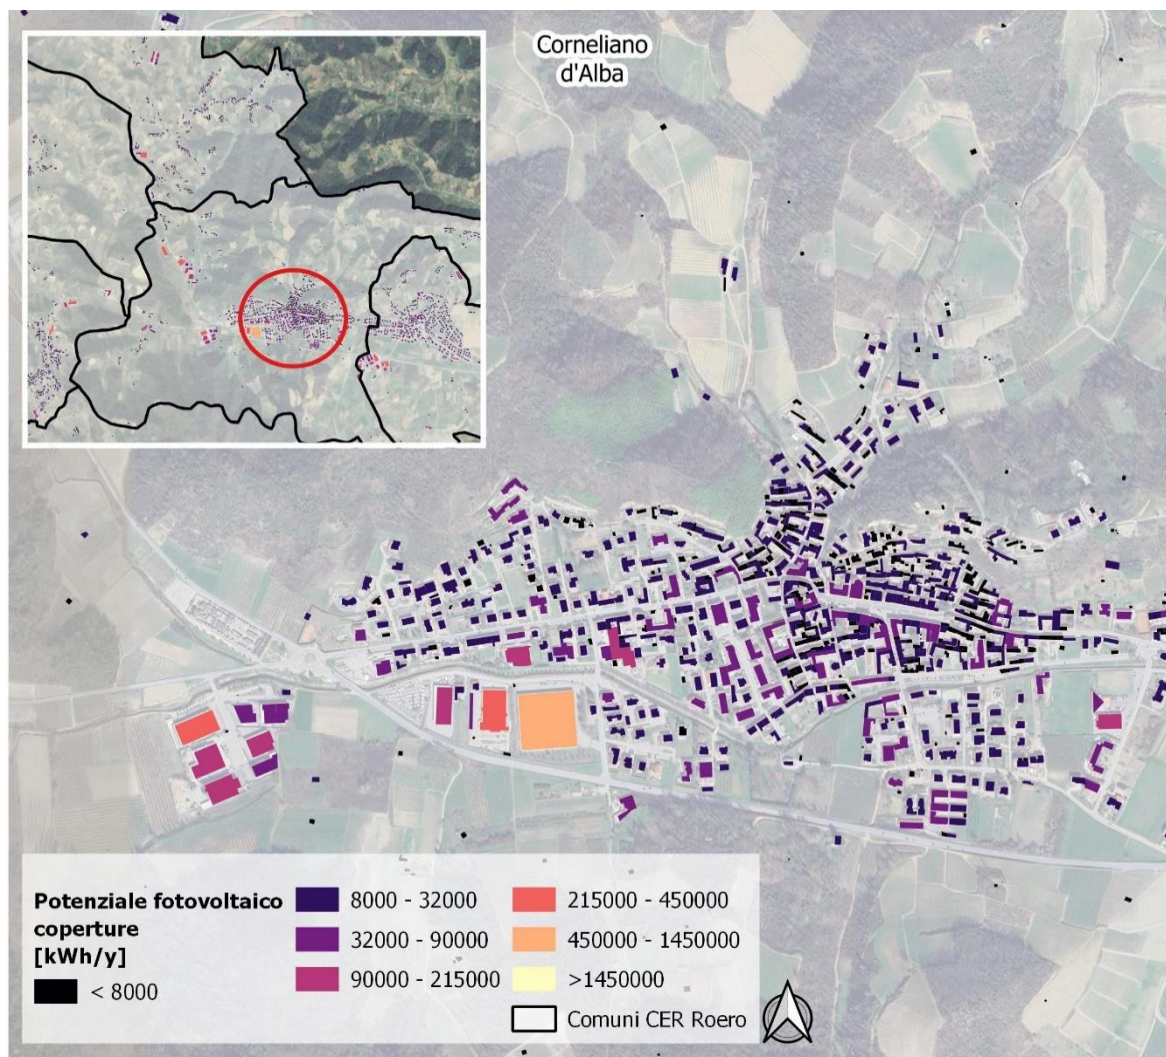 Corneliano
d'Alba
Potenziale fotovoltaico
coperture
[kWh/y]
< 8000
8000 - 32000
32000 - 90000
90000 - 215000
215000 - 450000
450000 - 1450000
>1450000
Comuni CER Roero